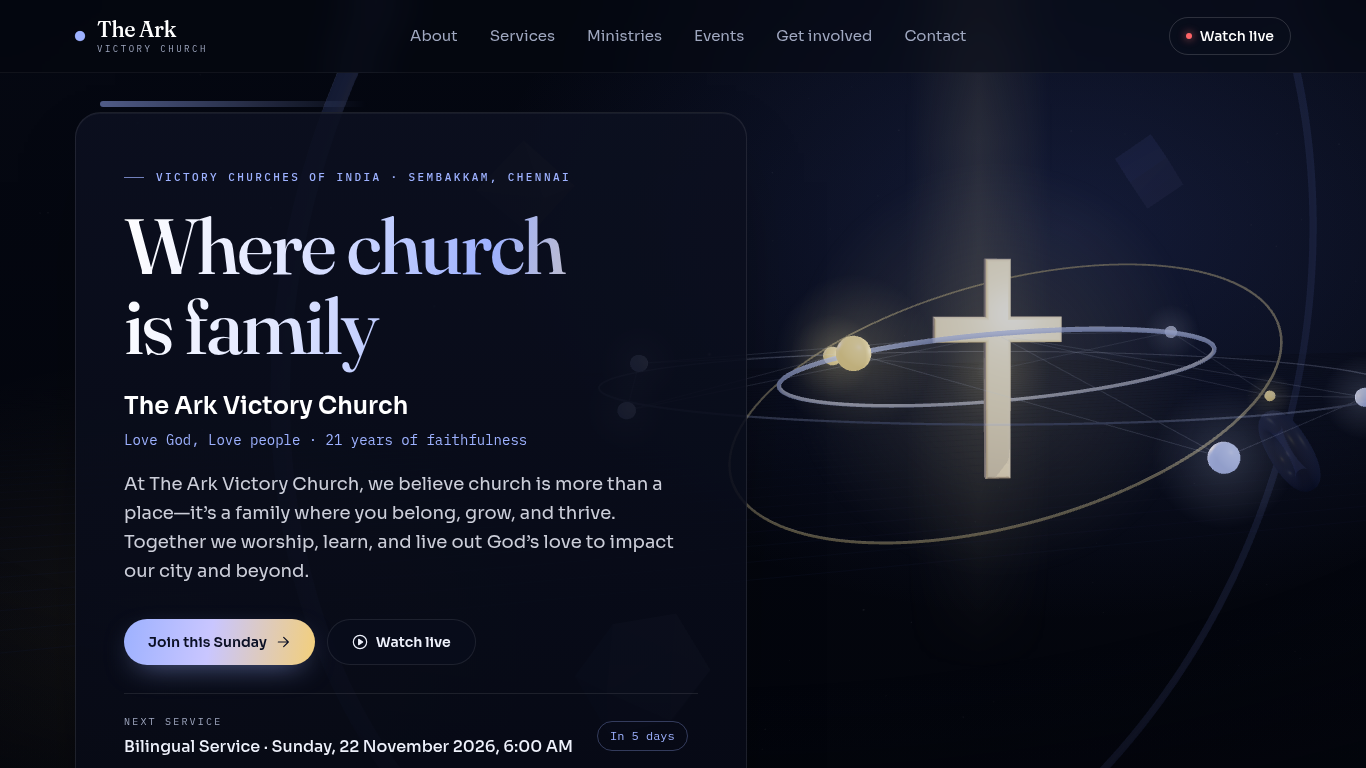 The Ark
VICTORY CHURCH
About
Services
Ministries
Events
Get involved
Contact
Watch live
VICTORY CHURCHES OF INDIA · SEMBAKKAM, CHENNAI
Where church
is family
The Ark Victory Church
Love God, Love people · 21 years of faithfulness
At The Ark Victory Church, we believe church is more than a
place—it’s a family where you belong, grow, and thrive.
Together we worship, learn, and live out God’s love to impact
our city and beyond.
Join this Sunday
Watch live
NEXT SERVICE
Bilingual Service · Sunday, 22 November 2026, 6:00 AM
In 5 days